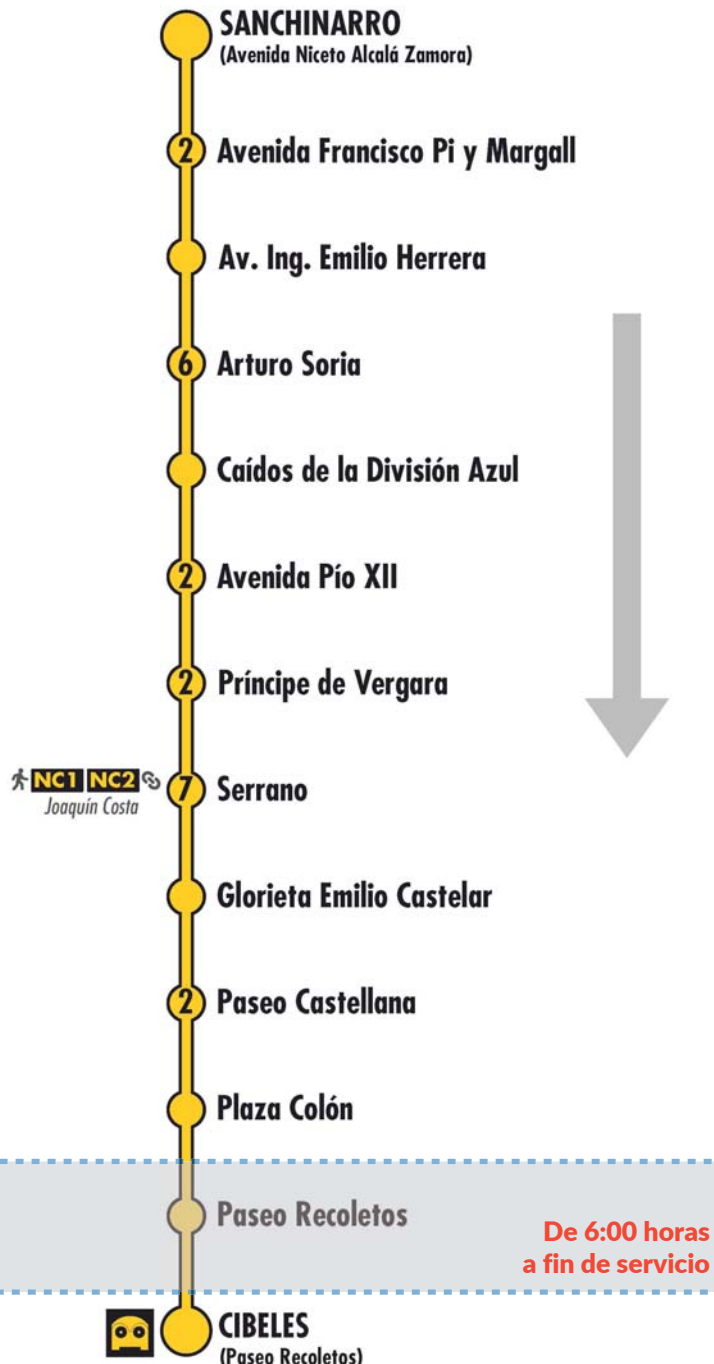 SANCHINARRO
(Avenida Niceto Alcalá Zamora)
2 Avenida Francisco Pi y Margall
Av. Ing. Emilio Herrera
6 Arturo Soria
Caídos de la División Azul
2 Avenida Pío XII
2 Príncipe de Vergara
NC1 NC2 7 Serrano
Joaquín Costa
Glorieta Emilio Castelar
2 Paseo Castellana
Plaza Colón
Paseo Recoletos
De 6:00 horas
a fin de servicio
CIBELES
(Paseo Recoletos)